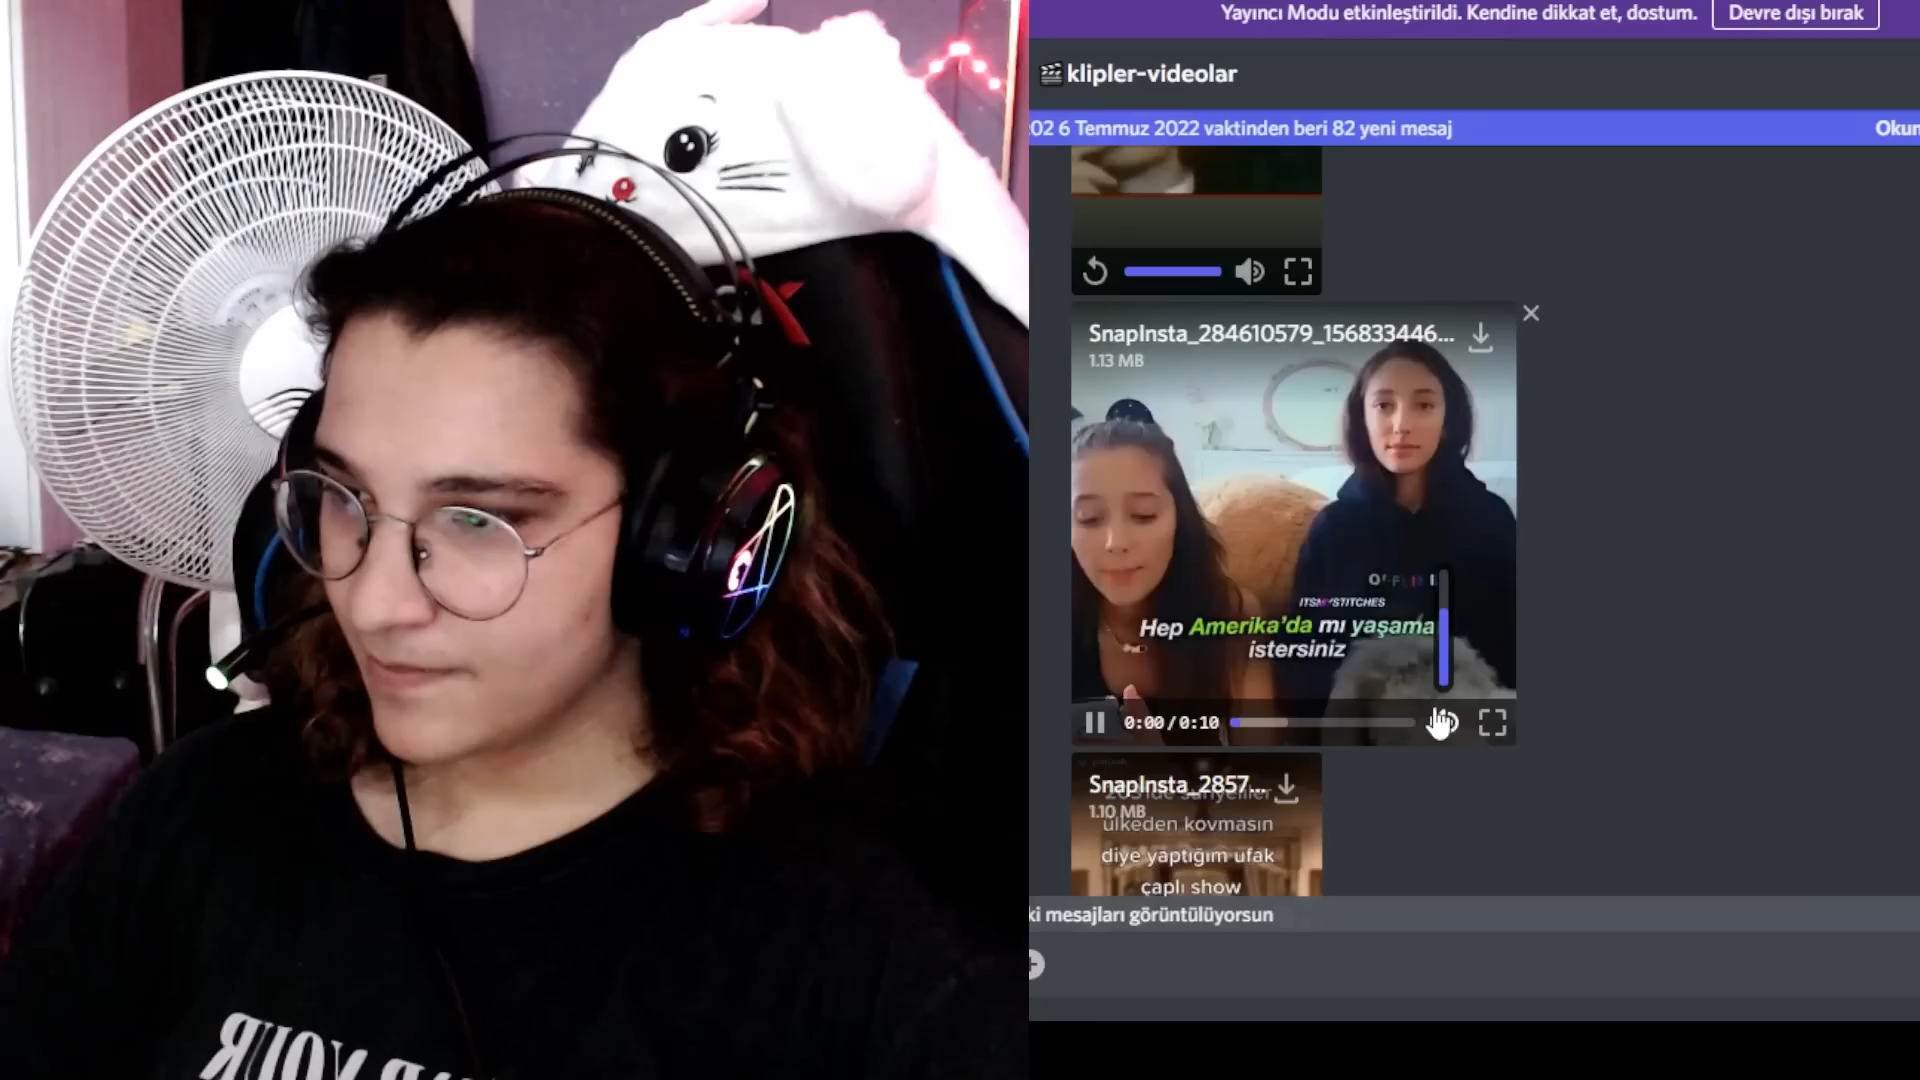 Yayıncı Modu etkinleştirildi. Kendine dikkat et, dostum.
Devre dışı bırak
klipler-videolar
:02 6 Temmuz 2022 vaktinden beri 82 yeni mesaj
Okun
SnapInsta_284610579_156833446...
1.13 MB
ITSMYSTITCHES
Hep Amerika'da mı yaşama
istersiniz
0:00/0:10
SnapInsta_2857...
1.10 MB
ülkeden kovmasın
diye yaptığım ufak
çaplı show
ki mesajları görüntülüyorsun
YOUR